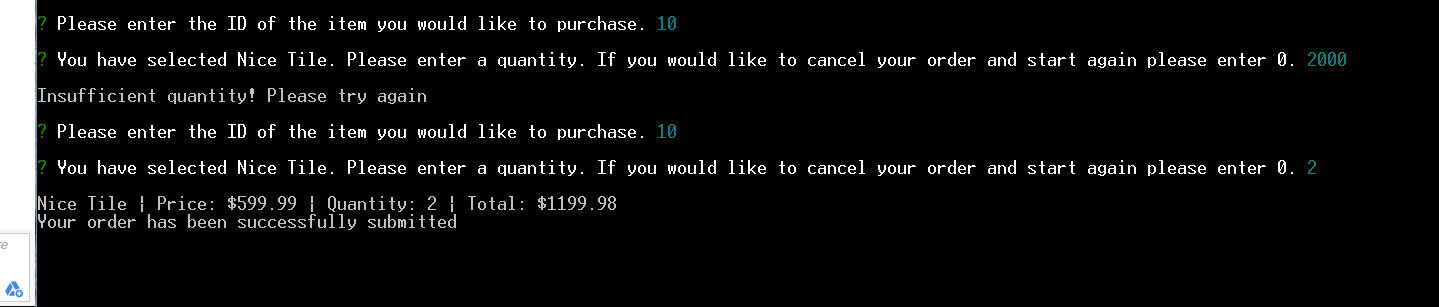 ? Please enter the ID of the item you would like to purchase. 10
? You have selected Nice Tile. Please enter a quantity. If you would like to cancel your order and start again please enter 0. 2000
Insufficient quantity! Please try again
? Please enter the ID of the item you would like to purchase. 10
? You have selected Nice Tile. Please enter a quantity. If you would like to cancel your order and start again please enter 0. 2
Nice Tile | Price: $599.99 | Quantity: 2 | Total: $1199.98
Your order has been successfully submitted
re